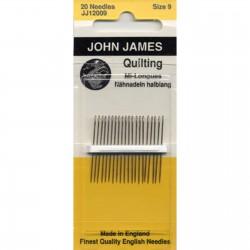 20 Needles Size 9
JJ12009
JOHN JAMES
Quilting
Mi-Longues
Nähnadeln halblang
Made in England
Finest Quality English Needles